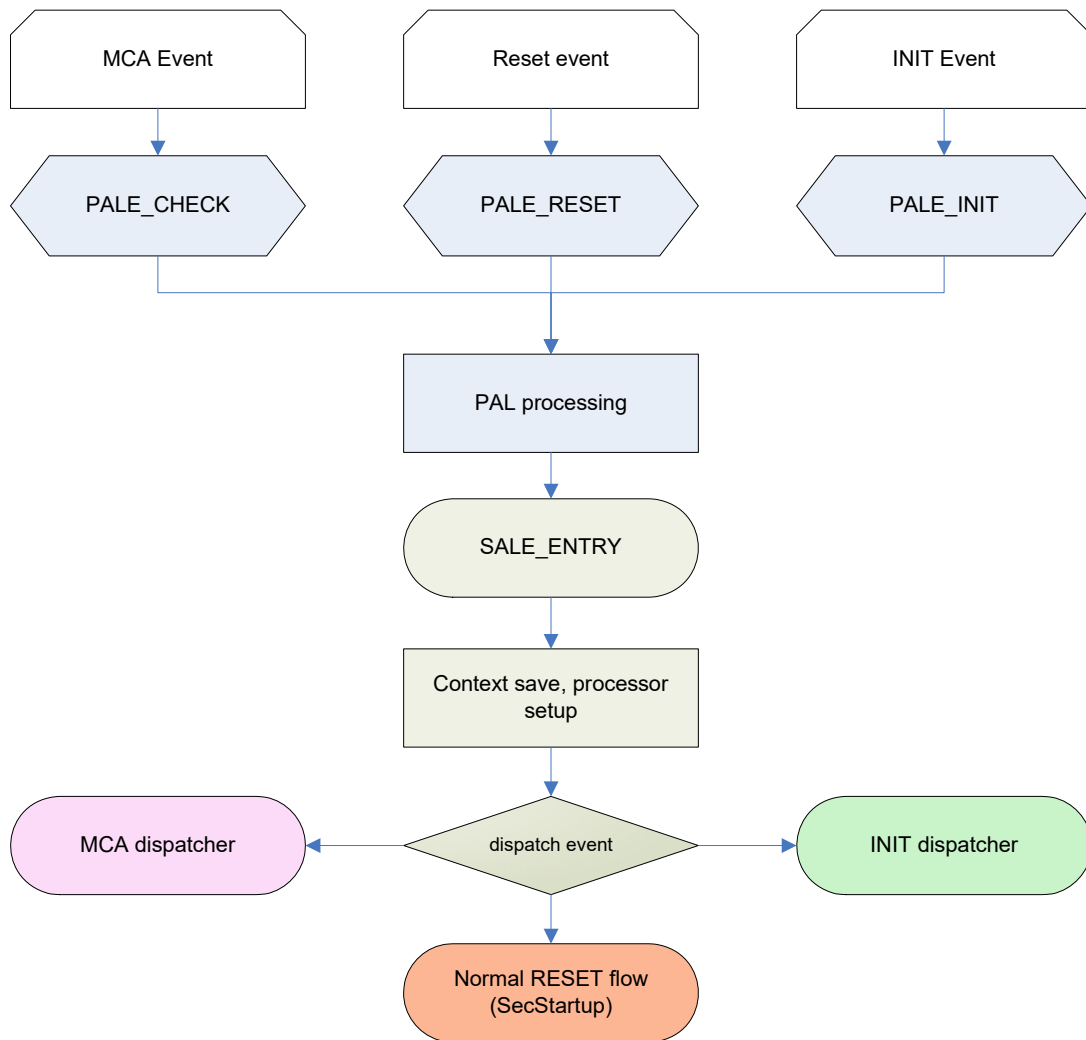 MCA Event
Reset event
INIT Event
PALE_CHECK
PALE_RESET
PALE_INIT
PAL processing
SALE_ENTRY
Context save, processor
setup
MCA dispatcher
dispatch event
INIT dispatcher
Normal RESET flow
(SecStartup)